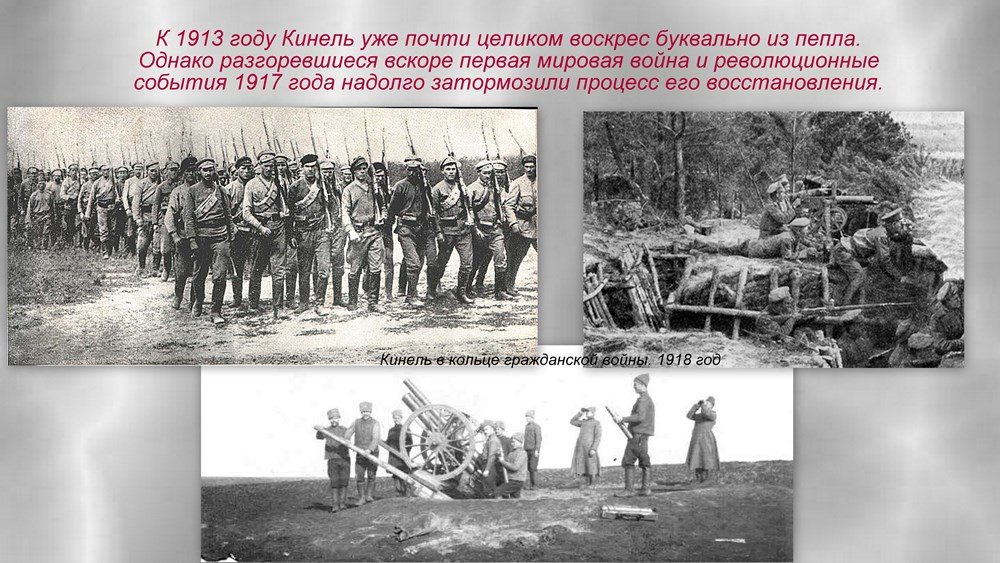 К 1913 году Кинель уже почти целиком воскрес буквально из пепла.
Однако разгоревшиеся вскоре первая мировая война и революционные
события 1917 года надолго затормозили процесс его восстановления.
Кинель в кольце гражданской войны. 1918 год